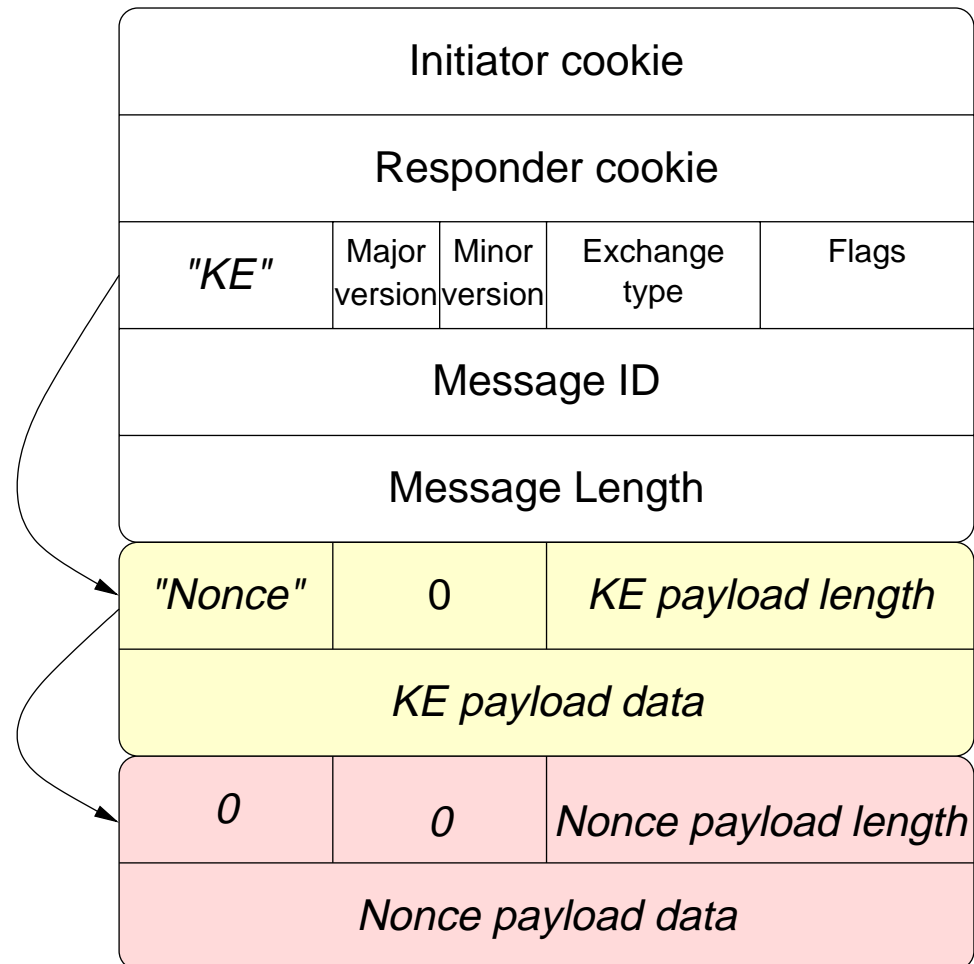 Initiator cookie
Responder cookie
"KE"
Major
version
Minor
version
Exchange
type
Flags
Message ID
Message Length
"Nonce"
0
KE payload length
KE payload data
0
0
Nonce payload length
Nonce payload data